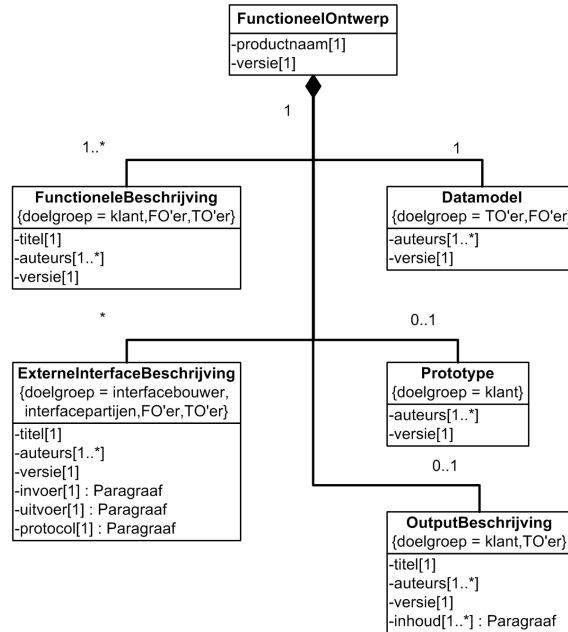 FunctioneelOntwerp
-productnaam[1]
-versie[1]
1
1..*
1
FunctioneleBeschrijving
{doelgroep = klant,FO'er,TO'er}
-titel[1]
-auteurs[1..*]
-versie[1]
Datamodel
{doelgroep = TO'er,FO'er}
-auteurs[1..*]
-versie[1]
*
0..1
ExterneInterfaceBeschrijving
{doelgroep = interfacebouwer,
interfacepartijen,FO'er,TO'er}
-titel[1]
-auteurs[1..*]
-versie[1]
-invoer[1] : Paragraaf
-uitvoer[1] : Paragraaf
-protocol[1] : Paragraaf
Prototype
{doelgroep = klant}
-auteurs[1..*]
-versie[1]
0..1
OutputBeschrijving
{doelgroep = klant,TO'er}
-titel[1]
-auteurs[1..*]
-versie[1]
-inhoud[1..*] : Paragraaf